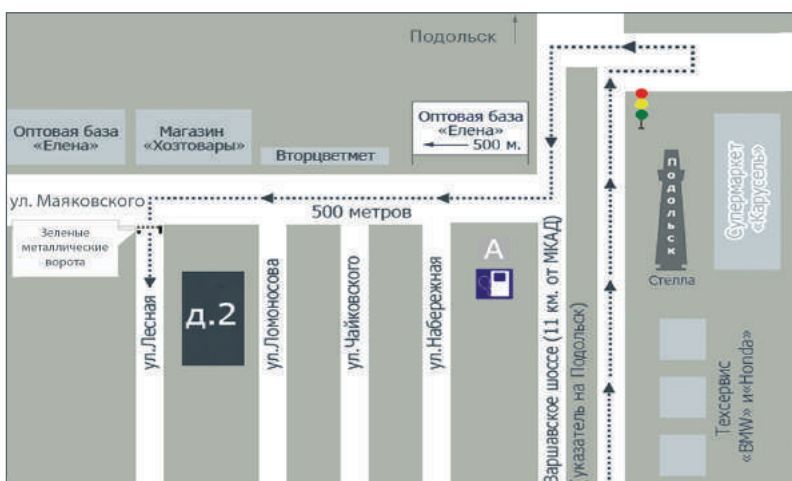 Подольск
Оптовая база
«Елена»
Магазин
«Хозтовары»
Вторцветмет
Оптовая база
«Елена»
500 м.
ул. Маяковского
500 метров
Зеленые
металлические
ворота
ул.Лесная
д.2
ул.Ломоносова
ул.Чайковского
ул.Набережная
А
Варшавское шоссе (11 км. от МКАД)
(указатель на Подольск)
ПОДОЛЬСК
Стелла
Супермаркет
«Карусель»
Техсервис
«BMW» и«Honda»